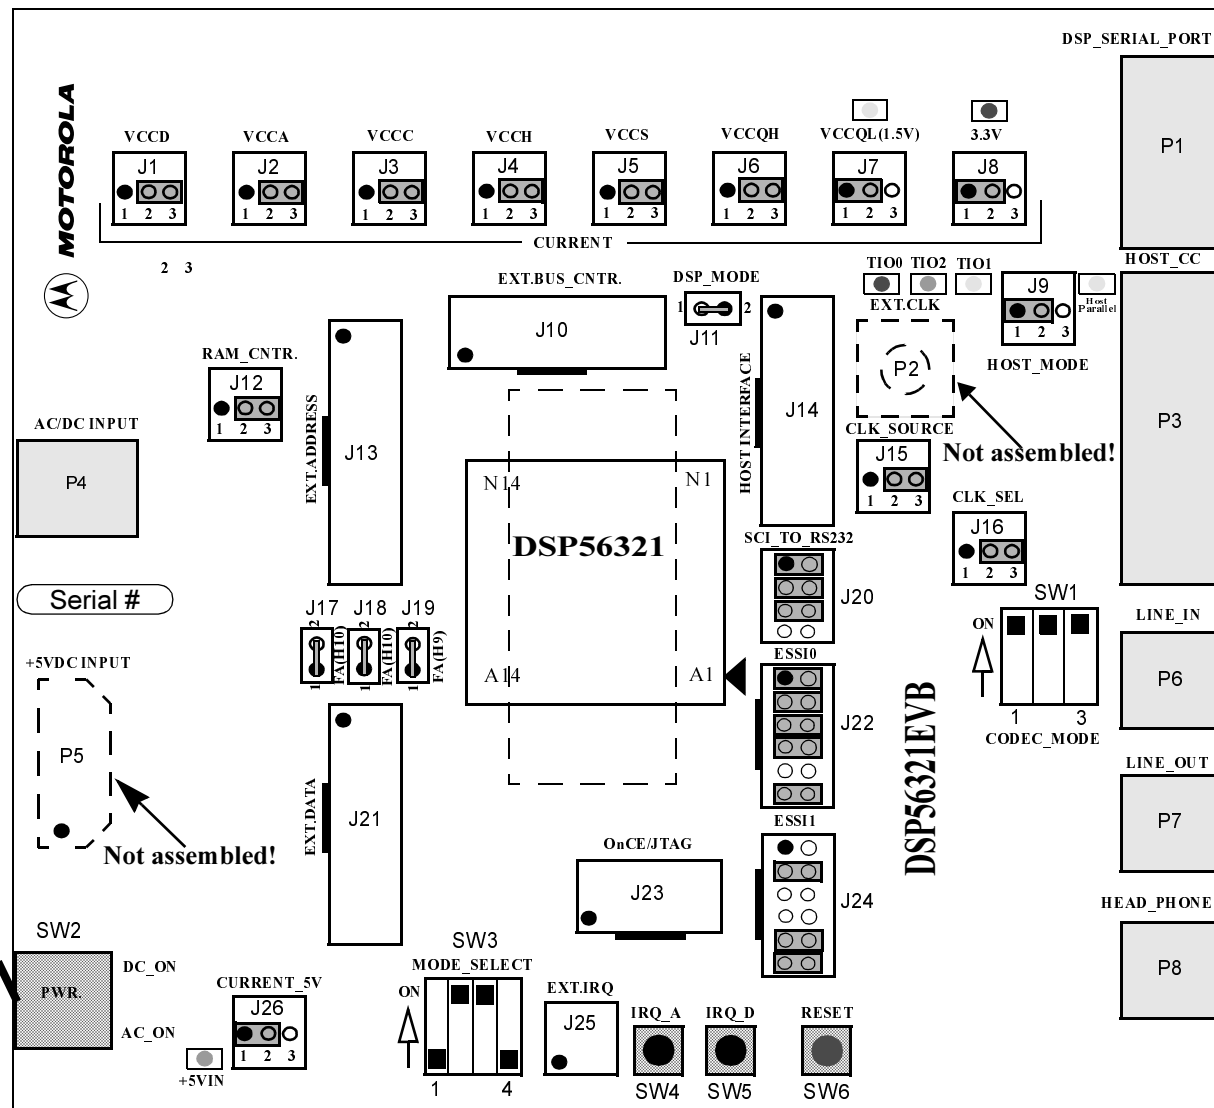 DSP_SERIAL_PORT
MOTOROLA
VCCD VCCA VCCC VCCH VCCS VCCQH VCCQL(1.5V) 3.3V
P1
J1 J2 J3 J4 J5 J6 J7 J8
1 2 3 1 2 3 1 2 3 1 2 3 1 2 3 1 2 3 1 2 3 1 2 3
CURRENT
HOST_CC
2 3
EXT.BUS_CNTR.
DSP_MODE
TIO0 TIO2 TIO1
J9
1 2 3
Host
Parallel
HOST_MODE
EXT.CLK
P2
1 2
J11
J10
RAM_CNTR.
J12
1 2 3
EXT.ADDRESS
J13
HOST INTERFACE
J14
P3
CLK_SOURCE
Not assembled!
J15
1 2 3
AC/DC INPUT
P4
N14 N1
DSP56321
A14 A1
CLK_SEL
J16
1 2 3
SCI_TO_RS232
J20
Serial #
SW1
ON
1 3
CODEC_MODE
LINE_IN
P6
J17 J18 J19
2 2 2
1 1 1
FA(H10) FA(H10) FA(H9)
+5VDC INPUT
P5
Not assembled!
ESSI0
J22
DSP56321EVB
LINE_OUT
P7
EXT.DATA
J21
OnCE/JTAG
J23
ESSI1
J24
HEAD_PHONE
P8
SW2
DC_ON
PWR.
AC_ON
CURRENT_5V
J26
1 2 3
+5VIN
SW3
MODE_SELECT
ON
1 4
EXT.IRQ
J25
IRQ_A IRQ_D RESET
SW4 SW5 SW6